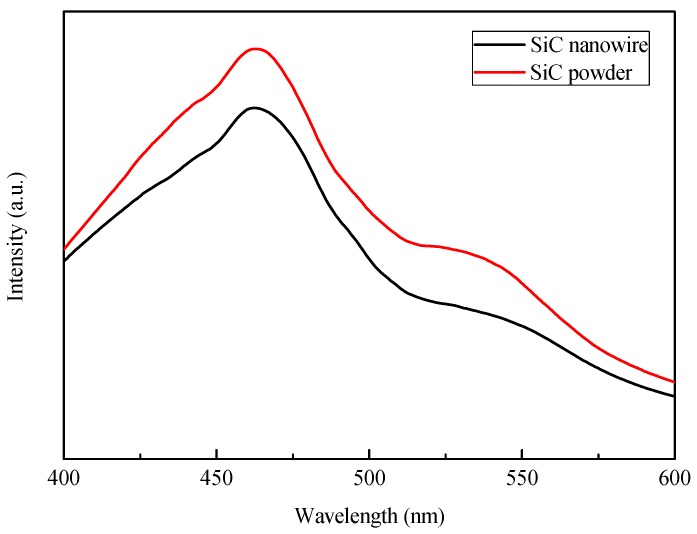 SiC nanowire
SiC powder
Intensity (a.u.)
400 450 500 550 600
Wavelength (nm)